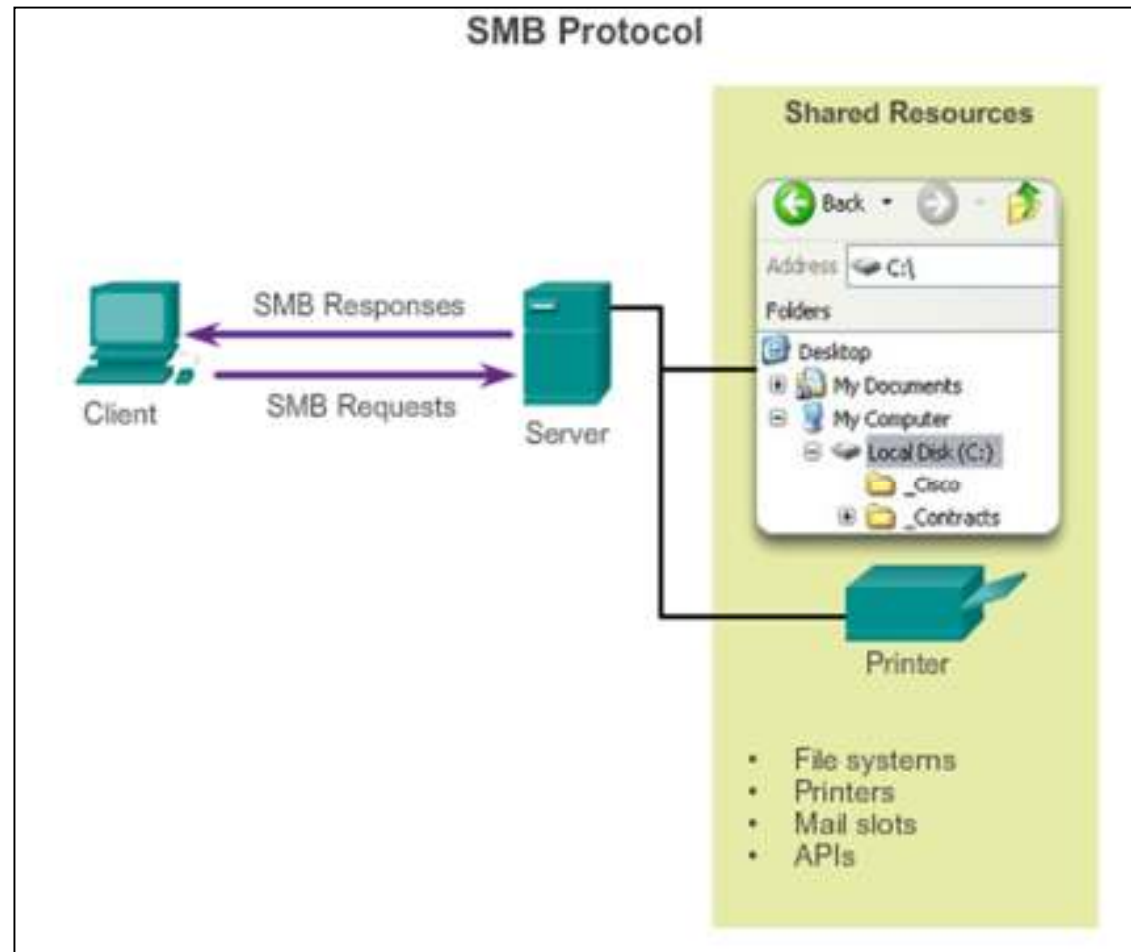 SMB Protocol
Shared Resources
Back
Address C:\
Folders
Desktop
My Documents
My Computer
Local Disk (C:)
_Cisco
_Contracts
SMB Responses
SMB Requests
Client
Server
Printer
• File systems
• Printers
• Mail slots
• APIs